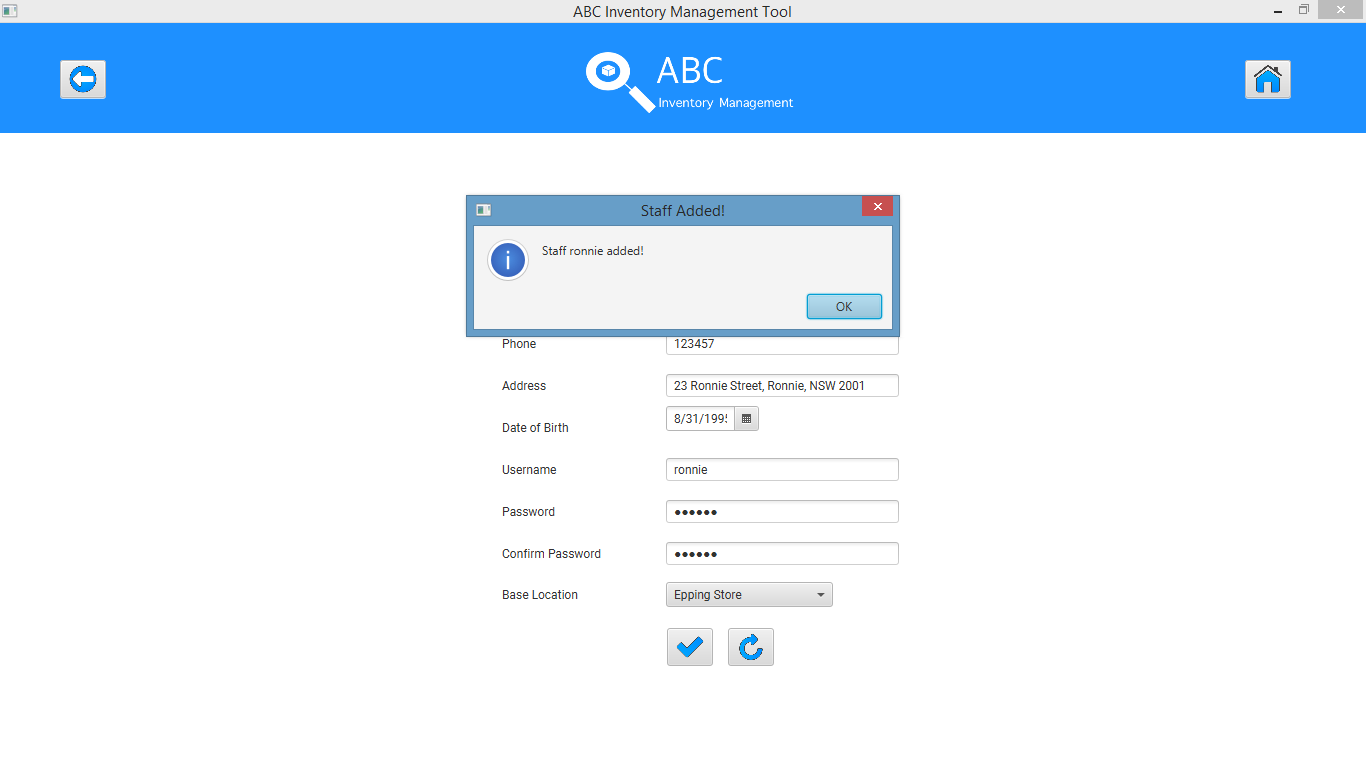 ABC Inventory Management Tool
ABC
Inventory Management
Staff Added!
Staff ronnie added!
OK
Phone 123457
Address 23 Ronnie Street, Ronnie, NSW 2001
Date of Birth 8/31/199
Username ronnie
Password ●●●●●●
Confirm Password ●●●●●●
Base Location Epping Store